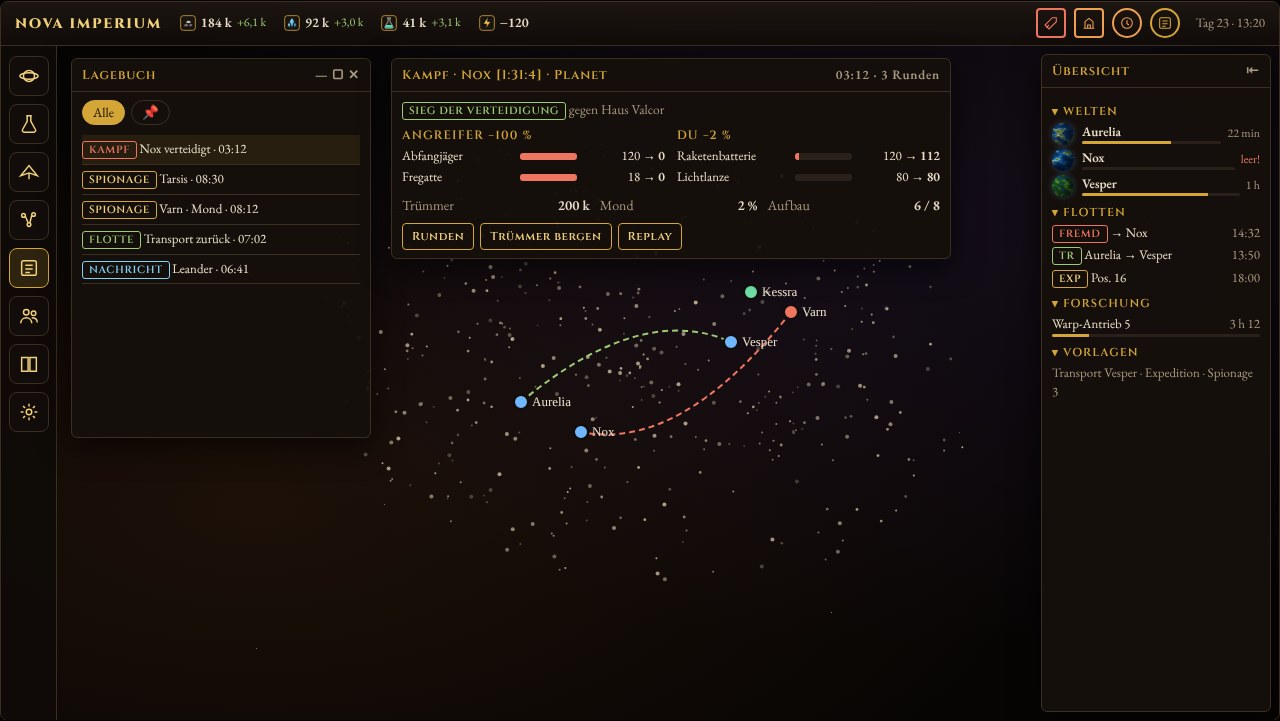 NOVA IMPERIUM 184 k +6,1 k 92 k +3,0 k 41 k +3,1 k −120 Tag 23 · 13:20
LAGEBUCH
Alle
KAMPF Nox verteidigt · 03:12
SPIONAGE Tarsis · 08:30
SPIONAGE Varn · Mond · 08:12
FLOTTE Transport zurück · 07:02
NACHRICHT Leander · 06:41
KAMPF · NOX [1:31:4] · PLANET 03:12 · 3 Runden
SIEG DER VERTEIDIGUNG gegen Haus Valcor
ANGREIFER −100 % DU −2 %
Abfangjäger 120 → 0 Raketenbatterie 120 → 112
Fregatte 18 → 0 Lichtlanze 80 → 80
Trümmer 200 k Mond 2 % Aufbau 6 / 8
RUNDEN TRÜMMER BERGEN REPLAY
Kessra
Varn
Vesper
Aurelia
Nox
ÜBERSICHT
WELTEN
Aurelia 22 min
Nox leer!
Vesper 1 h
FLOTTEN
FREMD → Nox 14:32
TR Aurelia → Vesper 13:50
EXP Pos. 16 18:00
FORSCHUNG
Warp-Antrieb 5 3 h 12
VORLAGEN
Transport Vesper · Expedition · Spionage
3